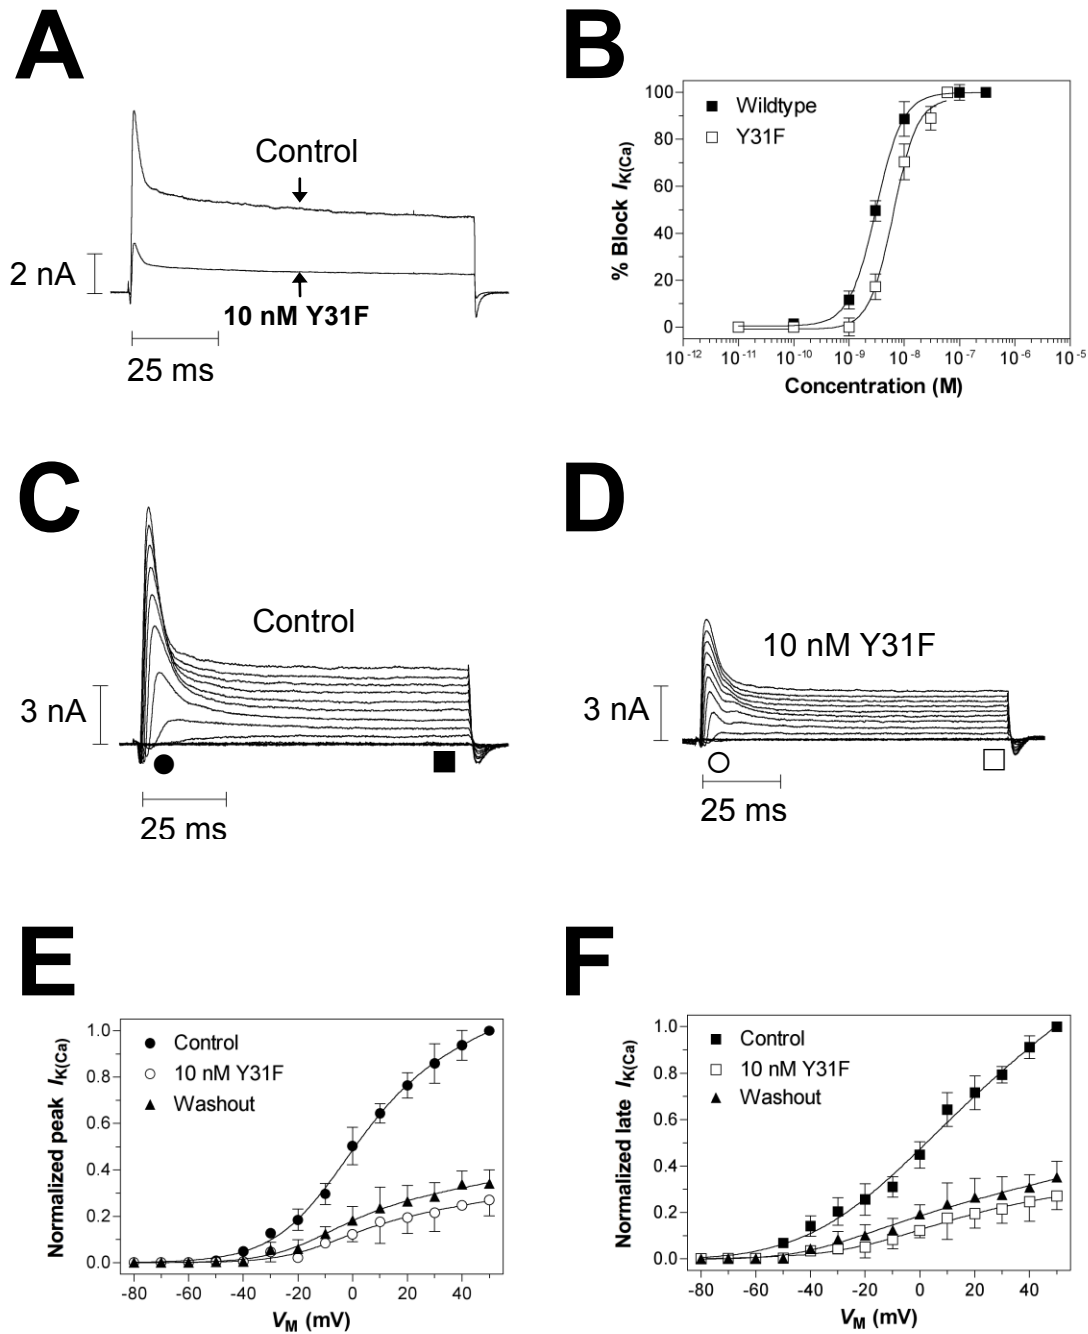 A
Control
2 nA
10 nM Y31F
25 ms
B
Wildtype
Y31F
% Block IK(Ca)
100
80
60
40
20
0
10-12 10-11 10-10 10-9 10-8 10-7 10-6 10-5
Concentration (M)
C
Control
3 nA
25 ms
D
10 nM Y31F
3 nA
25 ms
E
Normalized peak IK(Ca)
Control
10 nM Y31F
Washout
1.0
0.8
0.6
0.4
0.2
0.0
-80 -60 -40 -20 0 20 40
VM (mV)
F
Normalized late IK(Ca)
Control
10 nM Y31F
Washout
1.0
0.8
0.6
0.4
0.2
0.0
-80 -60 -40 -20 0 20 40
VM (mV)